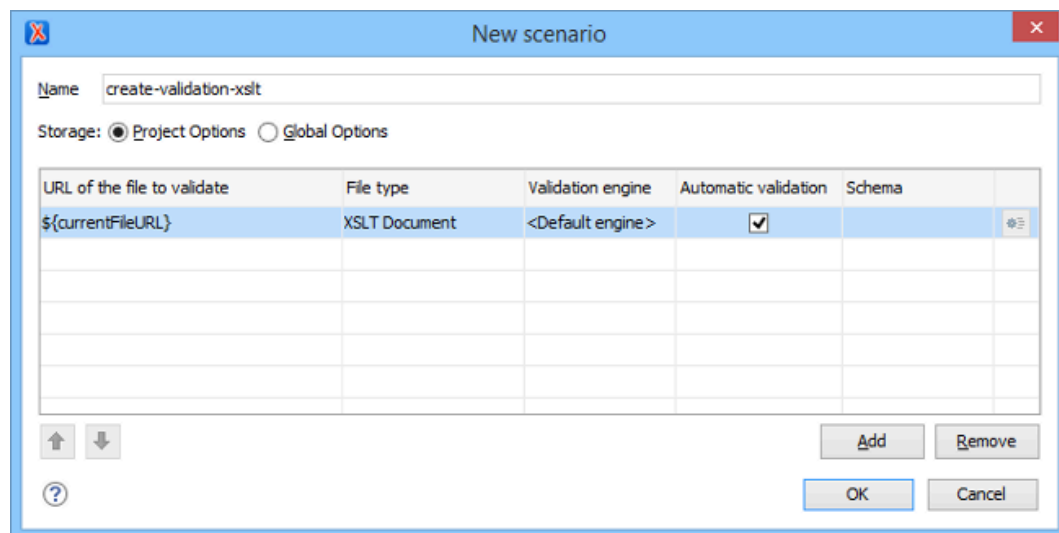 New scenario
Name create-validation-xslt
Storage: Project Options Global Options
URL of the file to validate File type Validation engine Automatic validation Schema
${currentFileURL} XSLT Document <Default engine>
Add Remove
OK Cancel